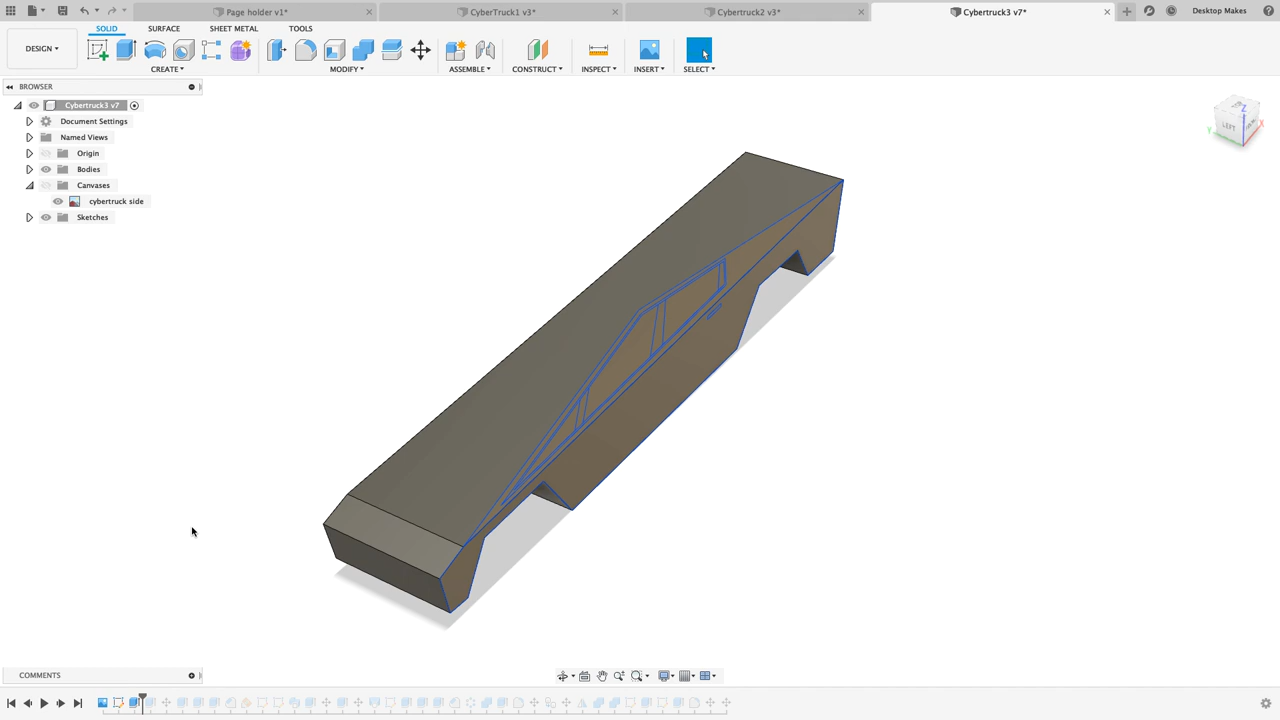 Page holder v1*
CyberTruck1 v3*
Cybertruck2 v3*
Cybertruck3 v7*
Desktop Makes
DESIGN
SOLID
SURFACE
SHEET METAL
TOOLS
CREATE
MODIFY
ASSEMBLE
CONSTRUCT
INSPECT
INSERT
SELECT
BROWSER
Cybertruck3 v7
Document Settings
Named Views
Origin
Bodies
Canvases
cybertruck side
Sketches
LEFT
Z
X
Y
COMMENTS